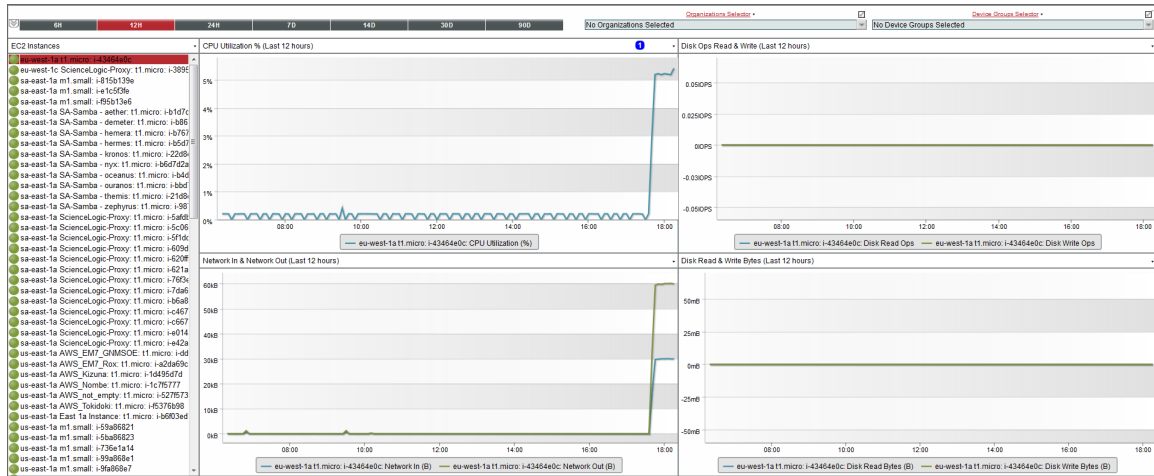 6H 12H 24H 7D 14D 30D 90D
Organizations Selector
No Organizations Selected
Device Groups Selector
No Device Groups Selected
EC2 Instances
eu-west-1a t1.micro: i-43464e0c
eu-west-1c ScienceLogic-Proxy: t1.micro: i-3895
sa-east-1a m1.small: i-815b139e
sa-east-1a m1.small: i-e1c5f3fe
sa-east-1a m1.small: i-f95b13e6
sa-east-1a SA-Samba - aether: t1.micro: i-b1d7c
sa-east-1a SA-Samba - demeter: t1.micro: i-b86
sa-east-1a SA-Samba - hemera: t1.micro: i-b767
sa-east-1a SA-Samba - hermes: t1.micro: i-b5d7
sa-east-1a SA-Samba - kronos: t1.micro: i-22d8
sa-east-1a SA-Samba - nyx: t1.micro: i-b6d7d2a
sa-east-1a SA-Samba - oceanus: t1.micro: i-b4d
sa-east-1a SA-Samba - ouranos: t1.micro: i-bbd
sa-east-1a SA-Samba - themis: t1.micro: i-21d8
sa-east-1a SA-Samba - zephyrus: t1.micro: i-98
sa-east-1a ScienceLogic-Proxy: t1.micro: i-5afd
sa-east-1a ScienceLogic-Proxy: t1.micro: i-5c06
sa-east-1a ScienceLogic-Proxy: t1.micro: i-5f1dc
sa-east-1a ScienceLogic-Proxy: t1.micro: i-609d
sa-east-1a ScienceLogic-Proxy: t1.micro: i-620ff
sa-east-1a ScienceLogic-Proxy: t1.micro: i-621a
sa-east-1a ScienceLogic-Proxy: t1.micro: i-76f3
sa-east-1a ScienceLogic-Proxy: t1.micro: i-7da6
sa-east-1a ScienceLogic-Proxy: t1.micro: i-b6a8
sa-east-1a ScienceLogic-Proxy: t1.micro: i-c467
sa-east-1a ScienceLogic-Proxy: t1.micro: i-c667
sa-east-1a ScienceLogic-Proxy: t1.micro: i-e014
sa-east-1a ScienceLogic-Proxy: t1.micro: i-e42a
us-east-1a AWS_EM7_GNMSOE: t1.micro: i-dd
us-east-1a AWS_EM7_Rox: t1.micro: i-a2da69c
us-east-1a AWS_Kizuna: t1.micro: i-1d495d7d
us-east-1a AWS_Nombe: t1.micro: i-1c7f5777
us-east-1a AWS_not_empty: t1.micro: i-527f573
us-east-1a AWS_Tokidoki: t1.micro: i-f5376b98
us-east-1a East 1a Instance: t1.micro: i-b6f03ed
us-east-1a m1.small: i-59a86821
us-east-1a m1.small: i-5ba86823
us-east-1a m1.small: i-736e1a14
us-east-1a m1.small: i-99a868e1
us-east-1a m1.small: i-9fa868e7
CPU Utilization % (Last 12 hours)
1
5%
4%
3%
2%
1%
0%
08:00 10:00 12:00 14:00 16:00 18:00
eu-west-1a t1.micro: i-43464e0c: CPU Utilization (%)
Disk Ops Read & Write (Last 12 hours)
0.05IOPS
0.025IOPS
0IOPS
-0.03IOPS
-0.05IOPS
08:00 10:00 12:00 14:00 16:00 18:00
eu-west-1a t1.micro: i-43464e0c: Disk Read Ops eu-west-1a t1.micro: i-43464e0c: Disk Write Ops
Network In & Network Out (Last 12 hours)
60kB
50kB
40kB
30kB
20kB
10kB
0kB
08:00 10:00 12:00 14:00 16:00 18:00
eu-west-1a t1.micro: i-43464e0c: Network In (B) eu-west-1a t1.micro: i-43464e0c: Network Out (B)
Disk Read & Write Bytes (Last 12 hours)
50mB
25mB
0mB
-25mB
-50mB
08:00 10:00 12:00 14:00 16:00 18:00
eu-west-1a t1.micro: i-43464e0c: Disk Read Bytes (B) eu-west-1a t1.micro: i-43464e0c: Disk Write Bytes (B)